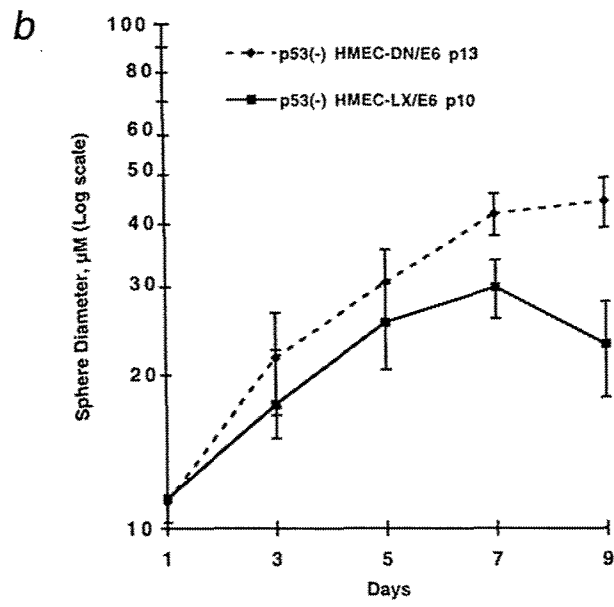 b
p53(-) HMEC-DN/E6 p13
p53(-) HMEC-LX/E6 p10
Sphere Diameter, µM (Log scale)
100
80
60
50
40
30
20
10
1 3 5 7 9
Days